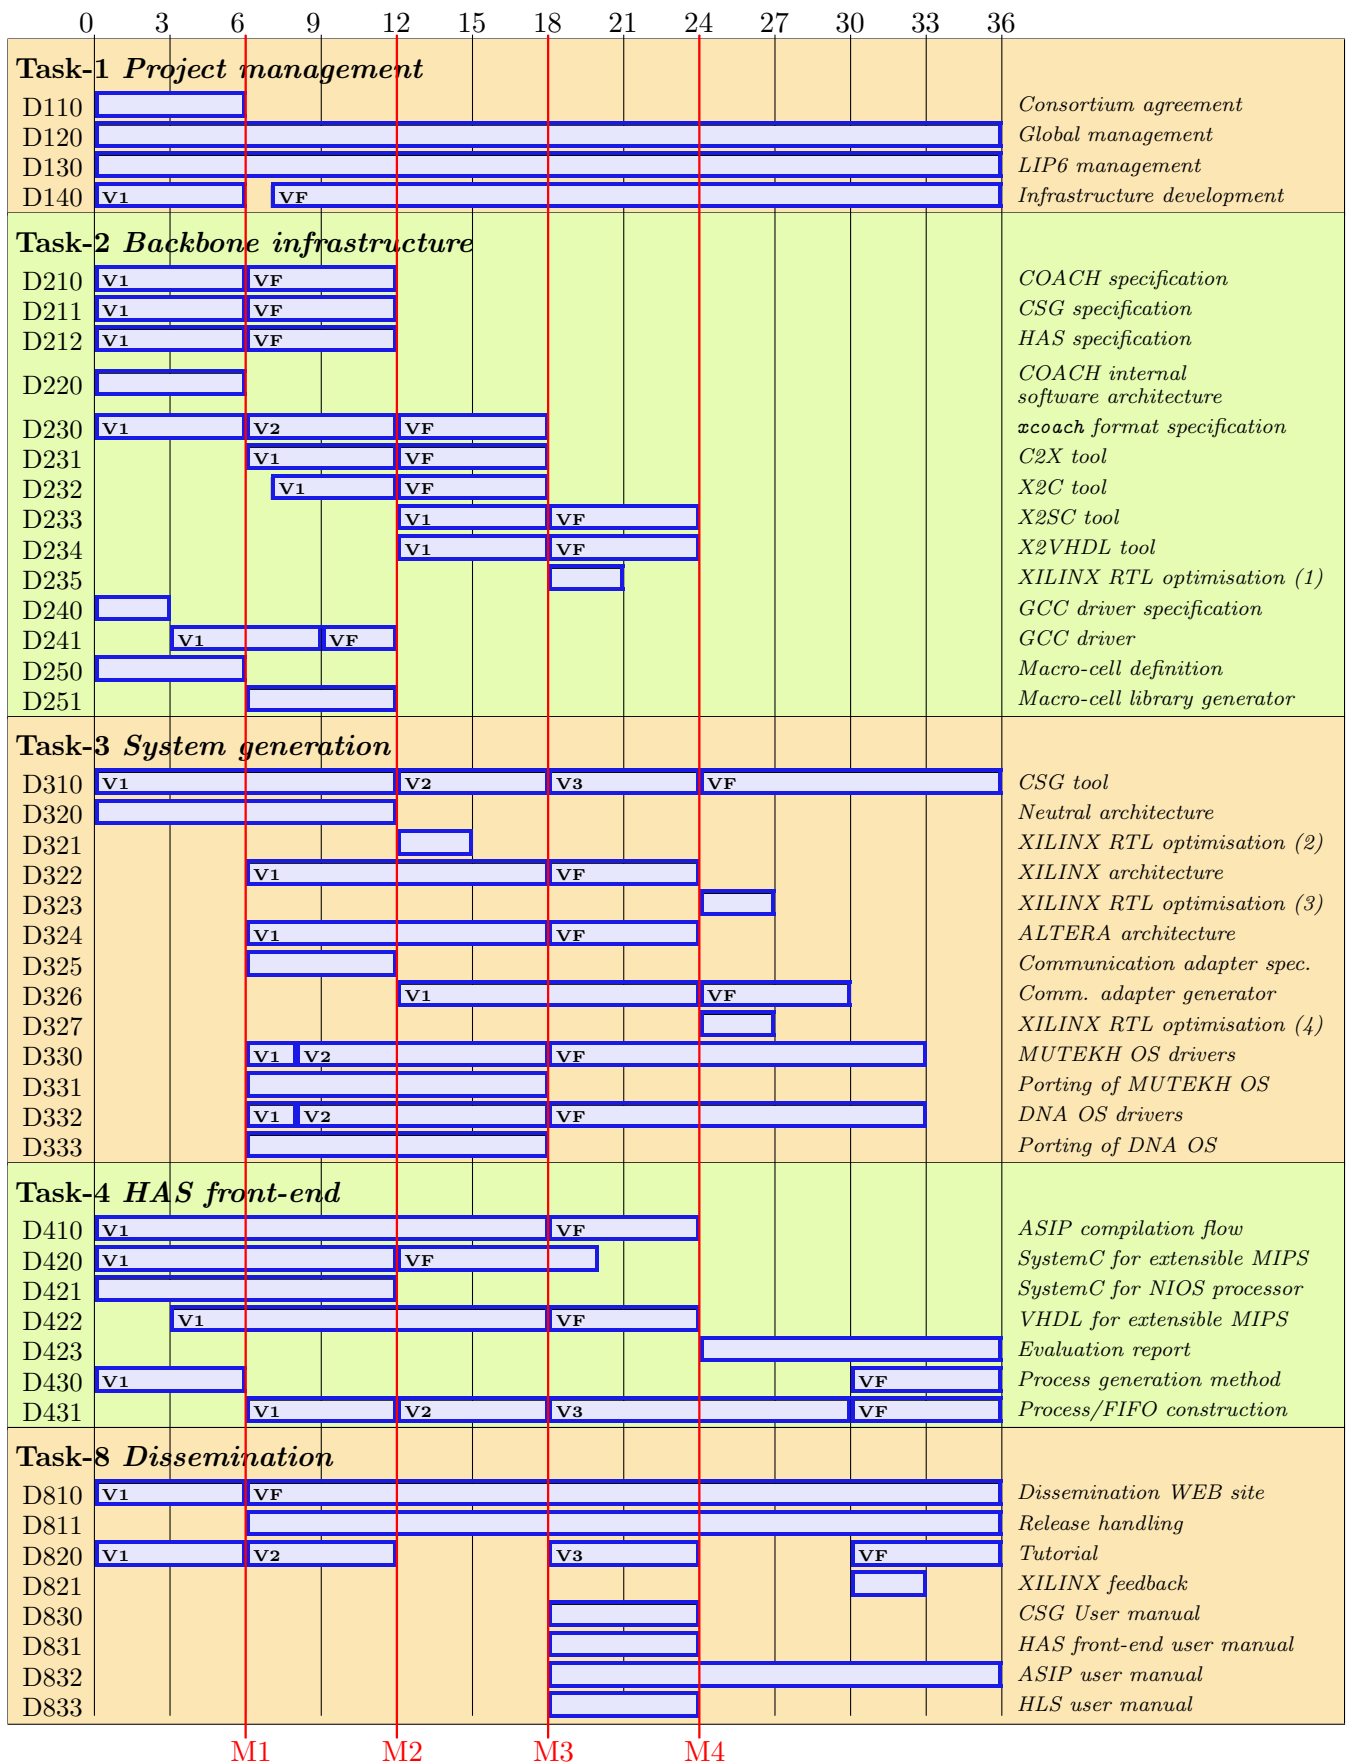 0 3 6 9 12 15 18 21 24 27 30 33 36
Task-1 Project management
D110 Consortium agreement
D120 Global management
D130 LIP6 management
D140 V1 VF Infrastructure development
Task-2 Backbone infrastructure
D210 V1 VF COACH specification
D211 V1 VF CSG specification
D212 V1 VF HAS specification
D220 COACH internal
software architecture
D230 V1 V2 VF xcoach format specification
D231 V1 VF C2X tool
D232 V1 VF X2C tool
D233 V1 VF X2SC tool
D234 V1 VF X2VHDL tool
D235 XILINX RTL optimisation (1)
D240 GCC driver specification
D241 V1 VF GCC driver
D250 Macro-cell definition
D251 Macro-cell library generator
Task-3 System generation
D310 V1 V2 V3 VF CSG tool
D320 Neutral architecture
D321 XILINX RTL optimisation (2)
D322 V1 VF XILINX architecture
D323 XILINX RTL optimisation (3)
D324 V1 VF ALTERA architecture
D325 Communication adapter spec.
D326 V1 VF Comm. adapter generator
D327 XILINX RTL optimisation (4)
D330 V1 V2 VF MUTEKH OS drivers
D331 Porting of MUTEKH OS
D332 V1 V2 VF DNA OS drivers
D333 Porting of DNA OS
Task-4 HAS front-end
D410 V1 VF ASIP compilation flow
D420 V1 VF SystemC for extensible MIPS
D421 SystemC for NIOS processor
D422 V1 VF VHDL for extensible MIPS
D423 Evaluation report
D430 V1 VF Process generation method
D431 V1 V2 V3 VF Process/FIFO construction
Task-8 Dissemination
D810 V1 VF Dissemination WEB site
D811 Release handling
D820 V1 V2 V3 VF Tutorial
D821 XILINX feedback
D830 CSG User manual
D831 HAS front-end user manual
D832 ASIP user manual
D833 HLS user manual
M1 M2 M3 M4